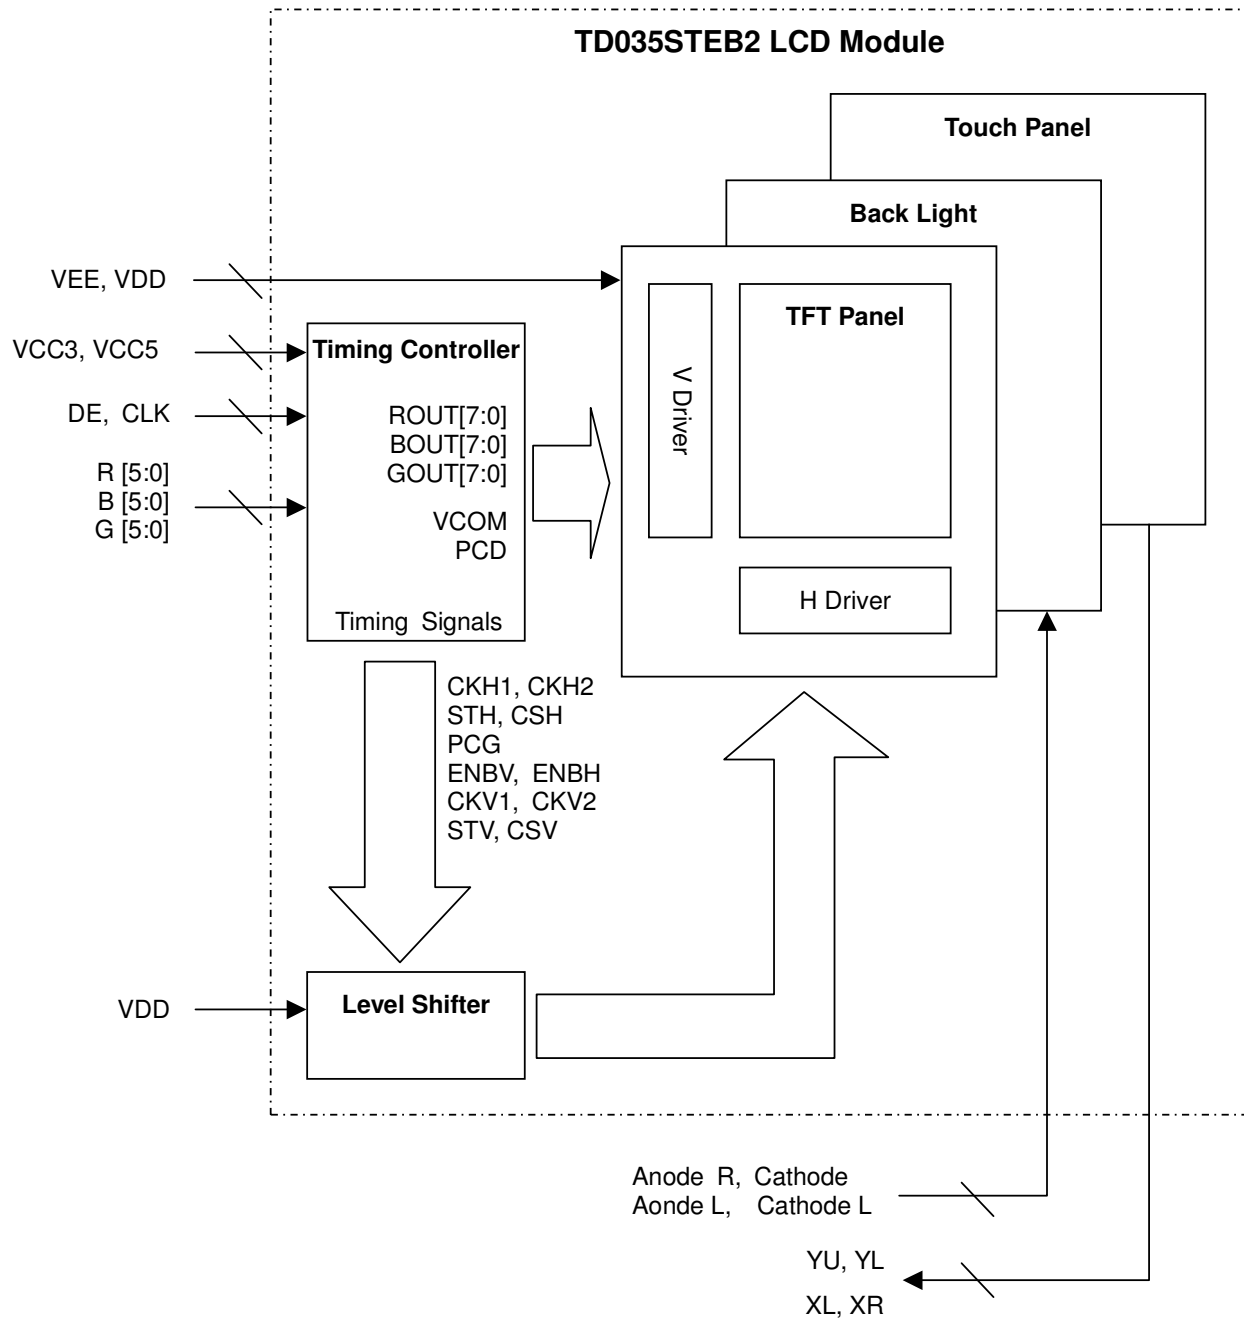 TD035STEB2 LCD Module
Touch Panel
Back Light
VEE, VDD
TFT Panel
V Driver
H Driver
VCC3, VCC5
Timing Controller
DE, CLK
ROUT[7:0]
BOUT[7:0]
GOUT[7:0]
R [5:0]
B [5:0]
G [5:0]
VCOM
PCD
Timing Signals
CKH1, CKH2
STH, CSH
PCG
ENBV, ENBH
CKV1, CKV2
STV, CSV
VDD
Level Shifter
Anode R, Cathode
Aonde L, Cathode L
YU, YL
XL, XR